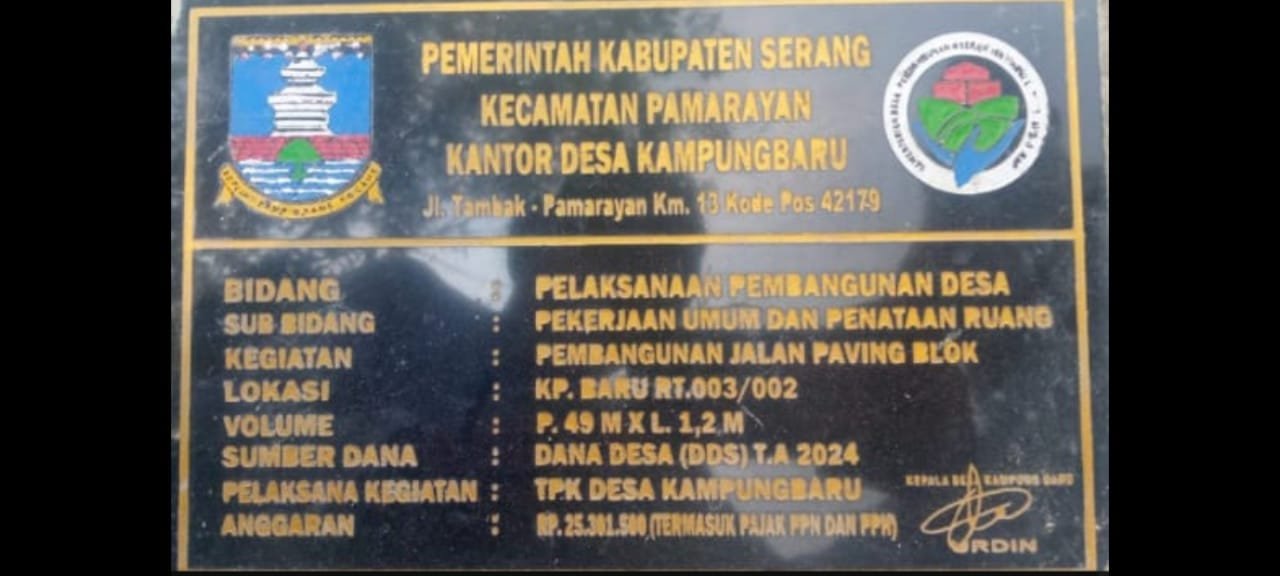 PEMERINTAH KABUPATEN SERANG
KECAMATAN PAMARAYAN
KANTOR DESA KAMPUNGBARU
Jl. Tambak - Pamarayan Km. 13 Kode Pos 42179
BIDANG : PELAKSANAAN PEMBANGUNAN DESA
SUB BIDANG : PEKERJAAN UMUM DAN PENATAAN RUANG
KEGIATAN : PEMBANGUNAN JALAN PAVING BLOK
LOKASI : KP. BARU RT.003/002
VOLUME : P. 49 M X L. 1,2 M
SUMBER DANA : DANA DESA (DDS) T.A 2024
PELAKSANA KEGIATAN : TPK DESA KAMPUNGBARU
ANGGARAN : RP. 25.301.500 (TERMASUK PAJAK PPN DAN PPH)
KEPALA DESA KAMPUNG BARU
URDIN